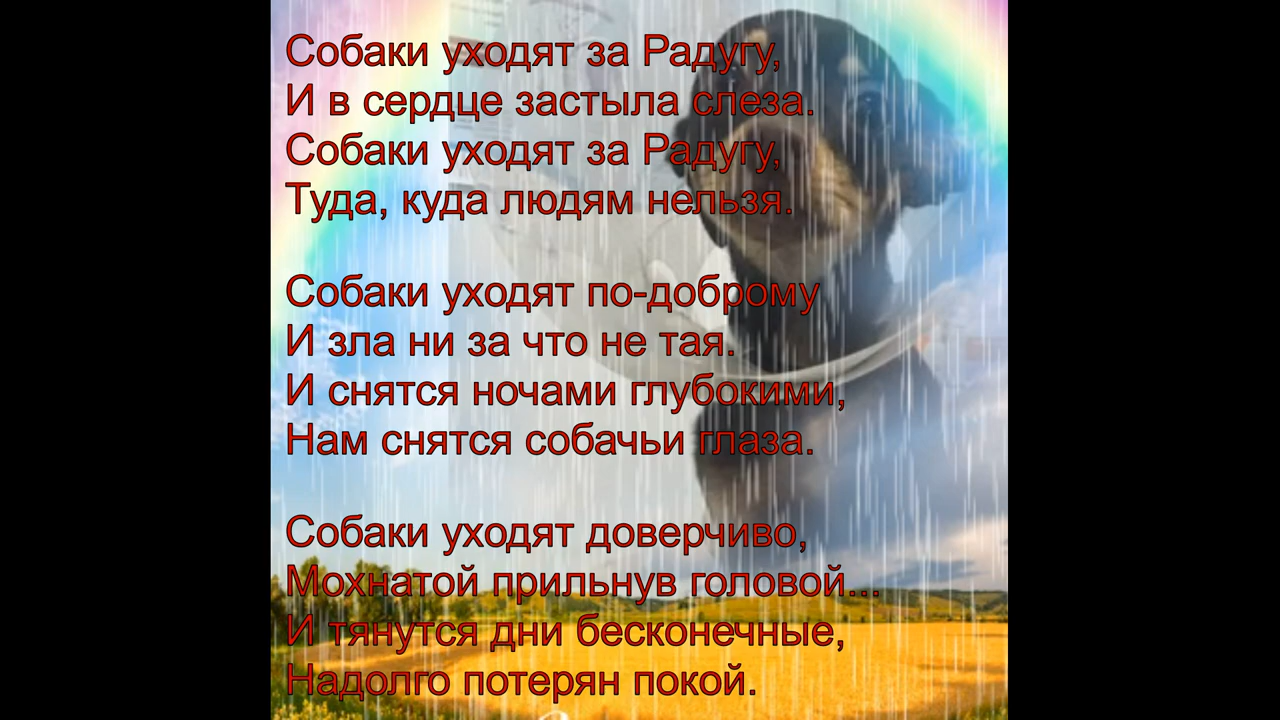 Собаки уходят за Радугу,
И в сердце застыла слеза.
Собаки уходят за Радугу,
Туда, куда людям нельзя.
Собаки уходят по-доброму
И зла ни за что не тая.
И снятся ночами глубокими,
Нам снятся собачьи глаза.
Собаки уходят доверчиво,
Мохнатой прильнув головой...
И тянутся дни бесконечные,
Надолго потерян покой.